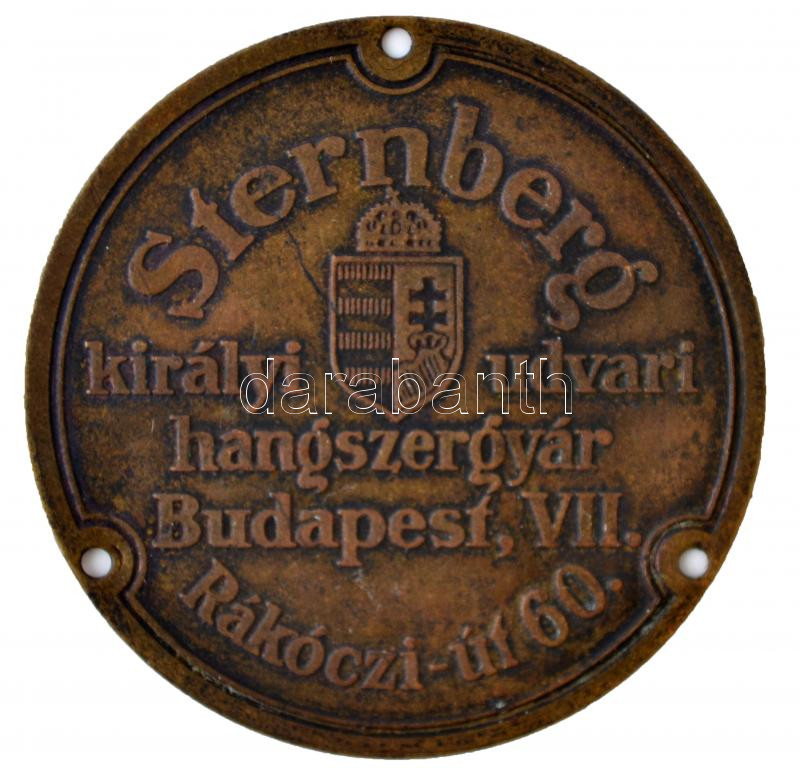 Sternberg
királyi udvari
darabanth
hangszergyár
Budapest, VII.
Rákóczi-út 60.